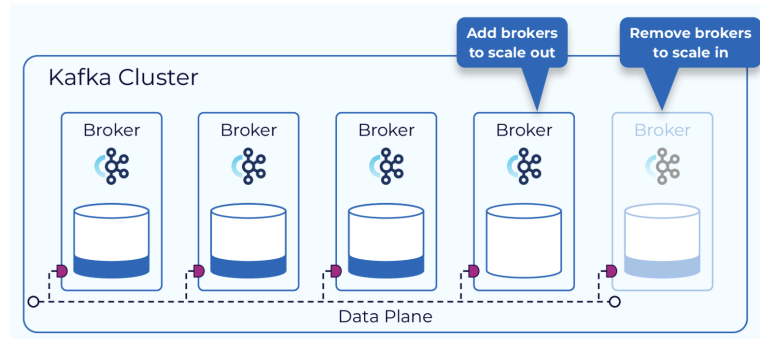 Add brokers
to scale out
Remove brokers
to scale in
Kafka Cluster
Broker
Broker
Broker
Broker
Broker
Data Plane